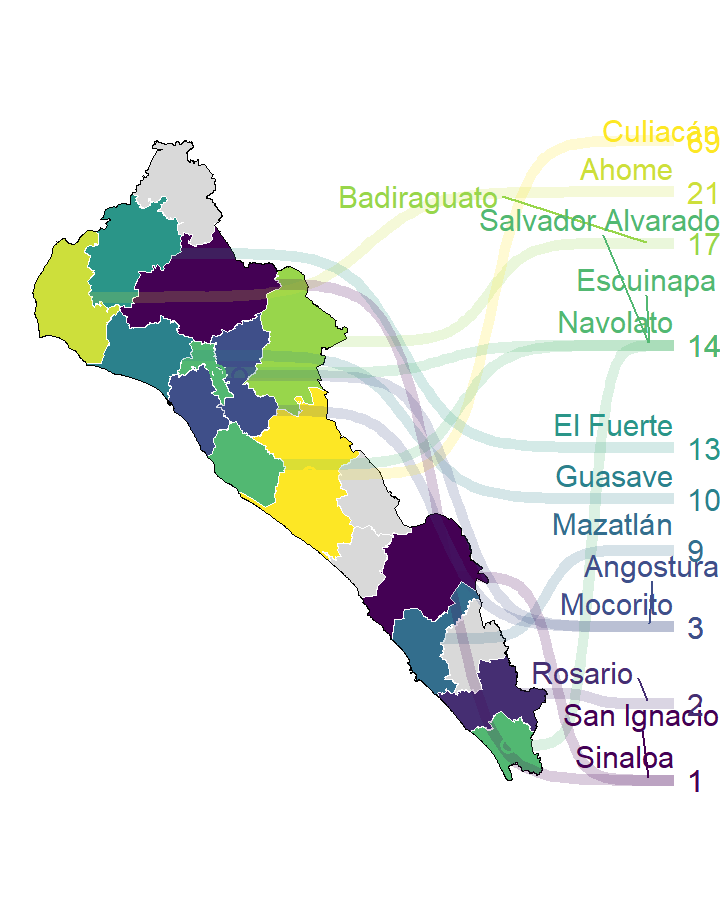 Culiacán
69
Ahome
21
Badiraguato
17
Salvador Alvarado
Escuinapa
Navolato
14
El Fuerte
13
Guasave
10
Mazatlán
9
Angostura
Mocorito
3
Rosario
2
San Ignacio
Sinaloa
1